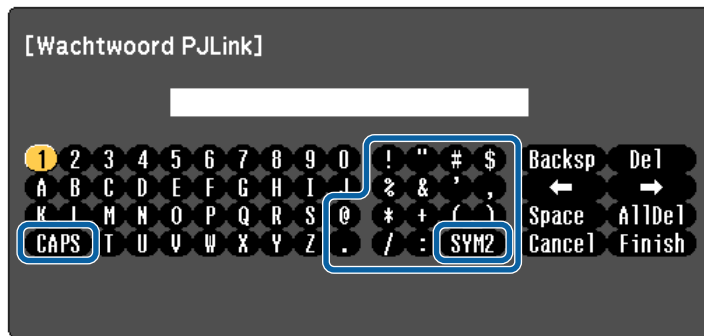 [Wachtwoord PJLink]
1 2 3 4 5 6 7 8 9 0 ! " # $ Backsp Del
A B C D E F G H I J % & ' , ← →
K L M N O P Q R S @ * + ( ) Space AllDel
CAPS T U V W X Y Z . / : SYM2 Cancel Finish